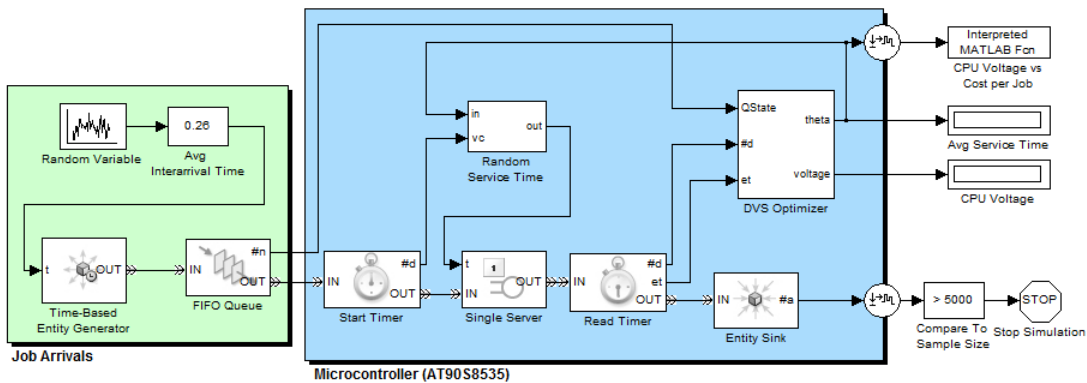 Job Arrivals
Random Variable
0.26
Avg
Interarrival Time
t
OUT
Time-Based
Entity Generator
IN
#n
OUT
FIFO Queue
Microcontroller (AT90S8535)
IN
#d
OUT
Start Timer
in
vc
out
Random
Service Time
t
IN
1
OUT
Single Server
IN
#d
et
OUT
Read Timer
QState
#d
et
theta
voltage
DVS Optimizer
IN
#a
Entity Sink
Interpreted
MATLAB Fcn
CPU Voltage vs
Cost per Job
Avg Service Time
CPU Voltage
> 5000
Compare To
Sample Size
STOP
Stop Simulation